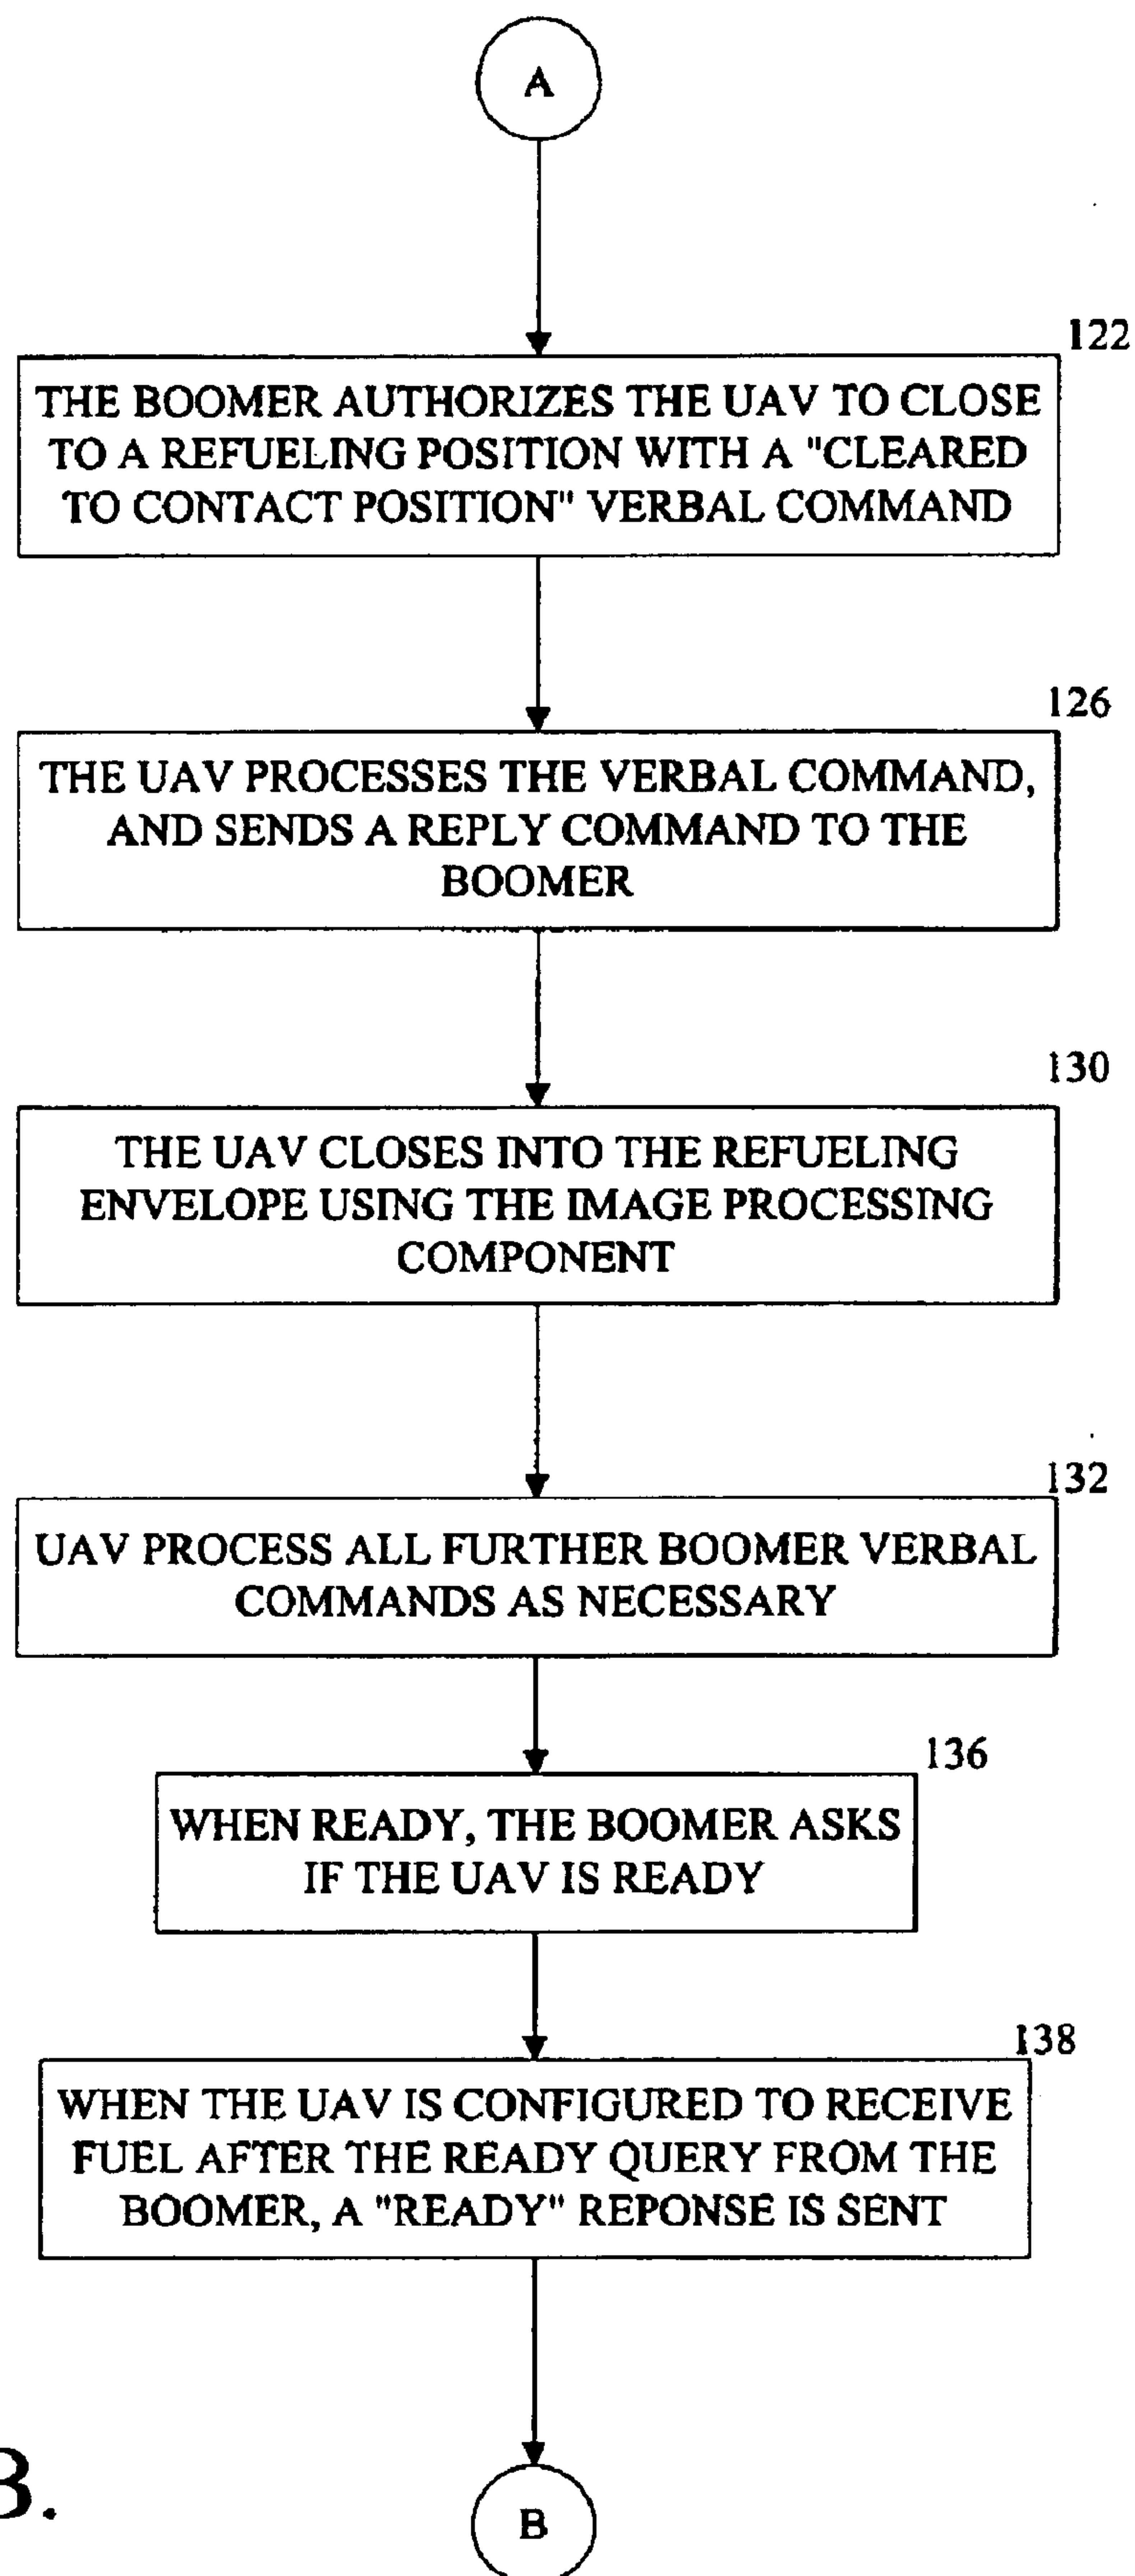 A
122
THE BOOMER AUTHORIZES THE UAV TO CLOSE
TO A REFUELING POSITION WITH A "CLEARED
TO CONTACT POSITION" VERBAL COMMAND
126
THE UAV PROCESSES THE VERBAL COMMAND,
AND SENDS A REPLY COMMAND TO THE
BOOMER
130
THE UAV CLOSES INTO THE REFUELING
ENVELOPE USING THE IMAGE PROCESSING
COMPONENT
132
UAV PROCESS ALL FURTHER BOOMER VERBAL
COMMANDS AS NECESSARY
136
WHEN READY, THE BOOMER ASKS
IF THE UAV IS READY
138
WHEN THE UAV IS CONFIGURED TO RECEIVE
FUEL AFTER THE READY QUERY FROM THE
BOOMER, A "READY" REPONSE IS SENT
B.
B